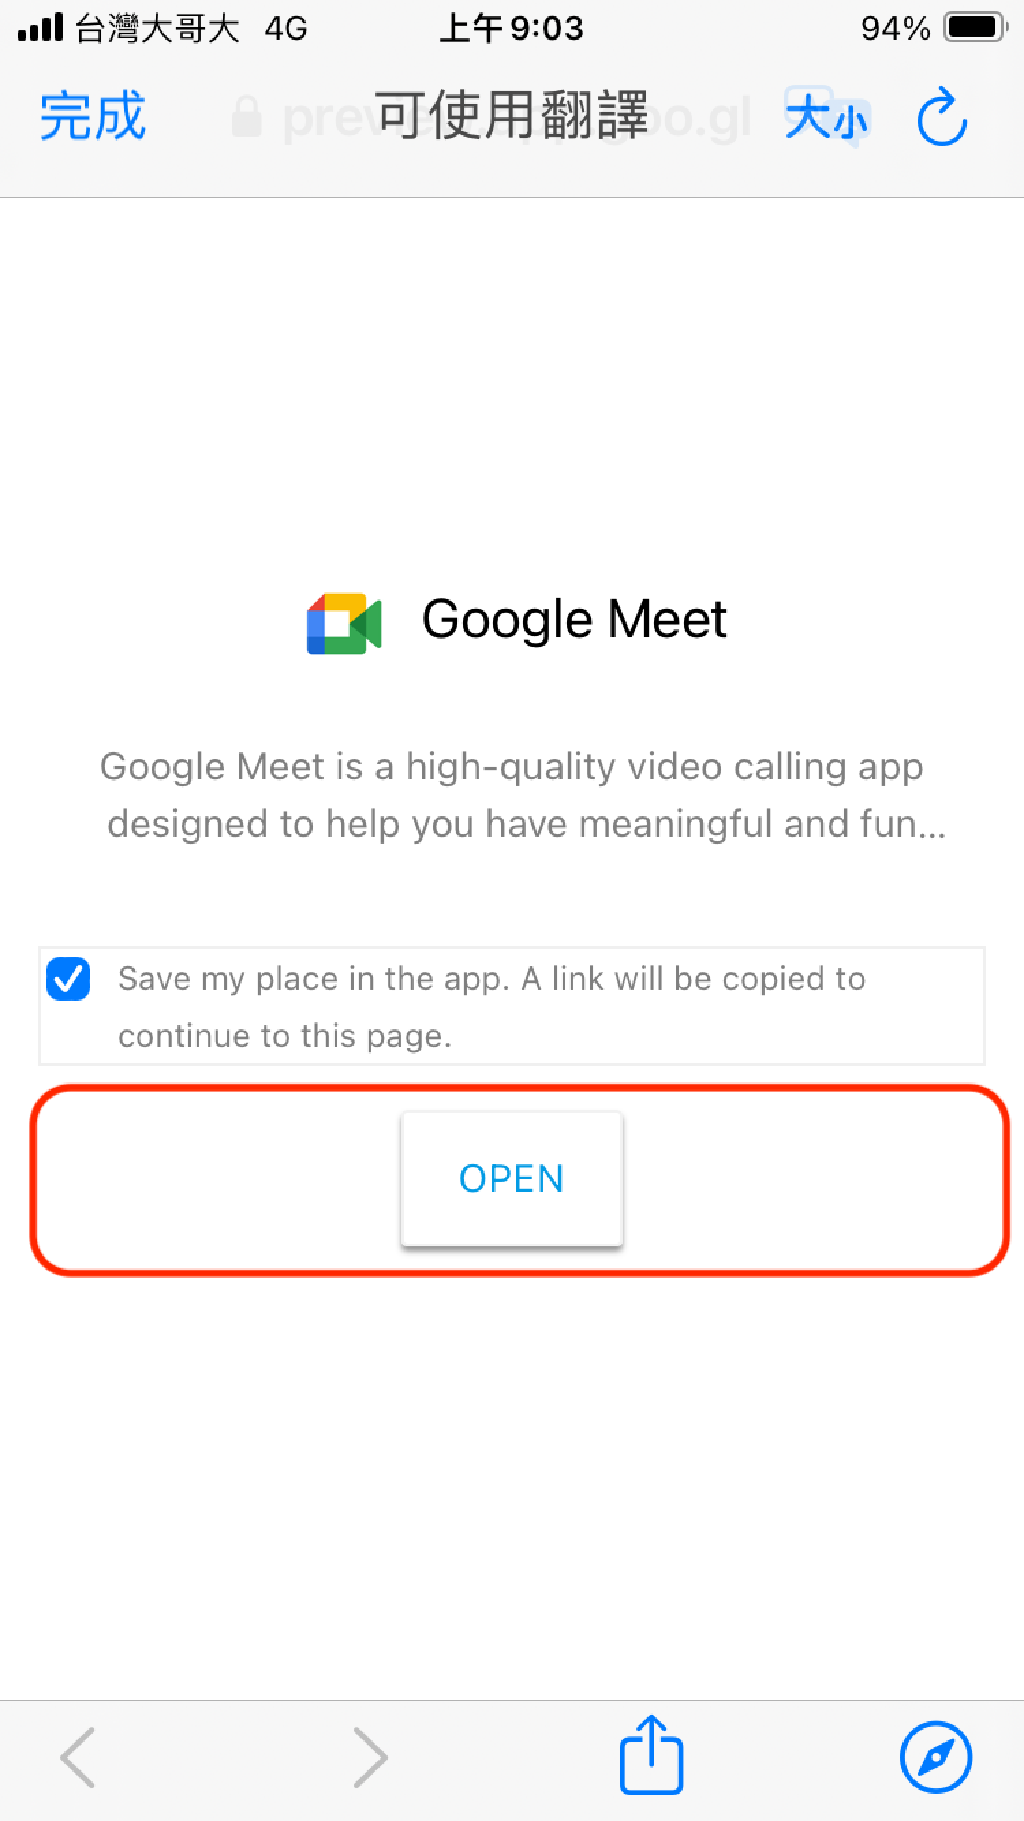 台灣大哥大 4G 上午9:03 94%
完成 可使用翻譯 大小
Google Meet
Google Meet is a high-quality video calling app
designed to help you have meaningful and fun...
Save my place in the app. A link will be copied to
continue to this page.
OPEN